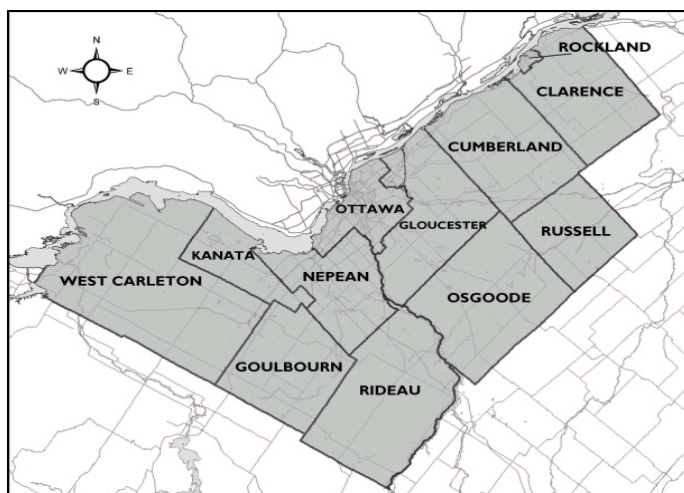 N
W E
S
ROCKLAND
CLARENCE
CUMBERLAND
OTTAWA
GLOUCESTER
RUSSELL
KANATA
WEST CARLETON
NEPEAN
OSGOODE
GOULBOURN
RIDEAU